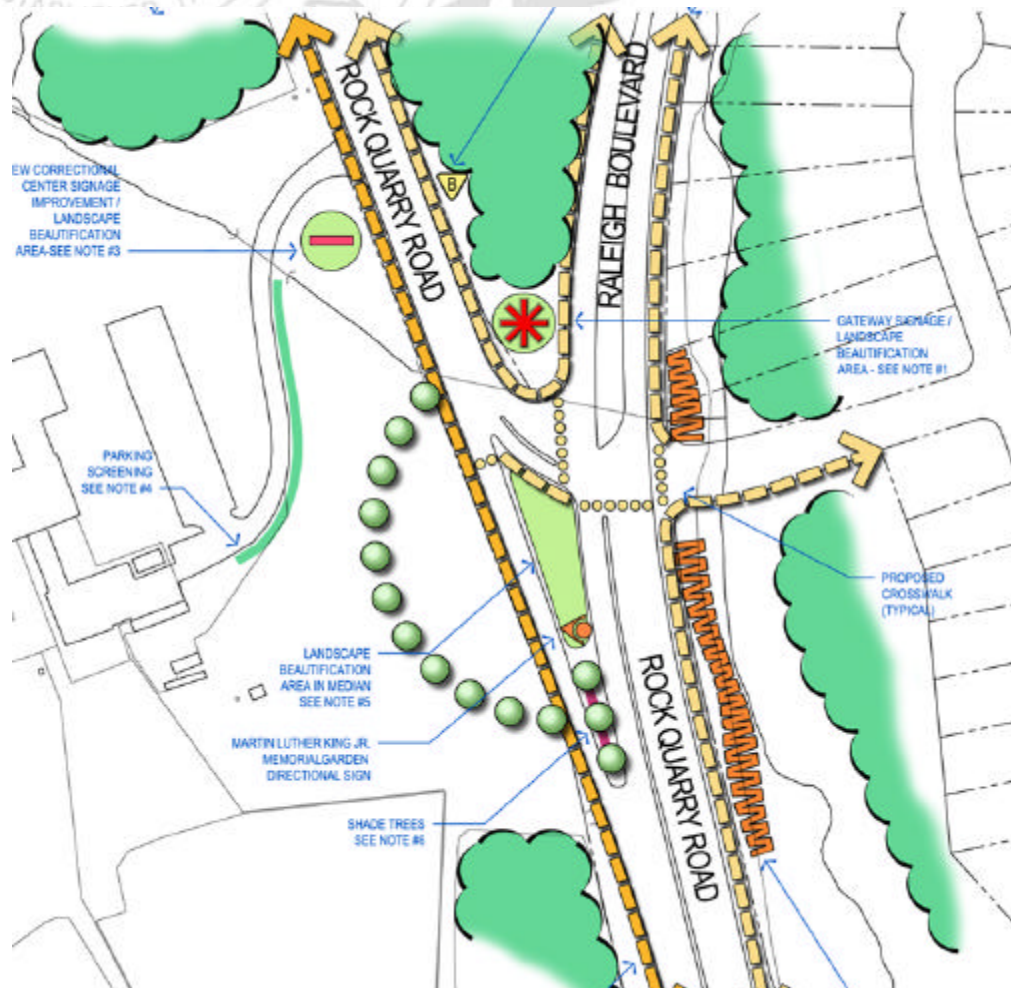 ROCK QUARRY ROAD
RALEIGH BOULEVARD
B
EW CORRECTIONAL
CENTER SIGNAGE
IMPROVEMENT /
LANDSCAPE
BEAUTIFICATION
AREA-SEE NOTE #3
GATEWAY SIGNAGE /
LANDSCAPE
BEAUTIFICATION
AREA - SEE NOTE #1
PARKING
SCREENING
SEE NOTE #4
PROPOSED
CROSSWALK
(TYPICAL)
LANDSCAPE
BEAUTIFICATION
AREA IN MEDIAN
SEE NOTE #5
ROCK QUARRY ROAD
MARTIN LUTHER KING JR.
MEMORIALGARDEN
DIRECTIONAL SIGN
SHADE TREES
SEE NOTE #6